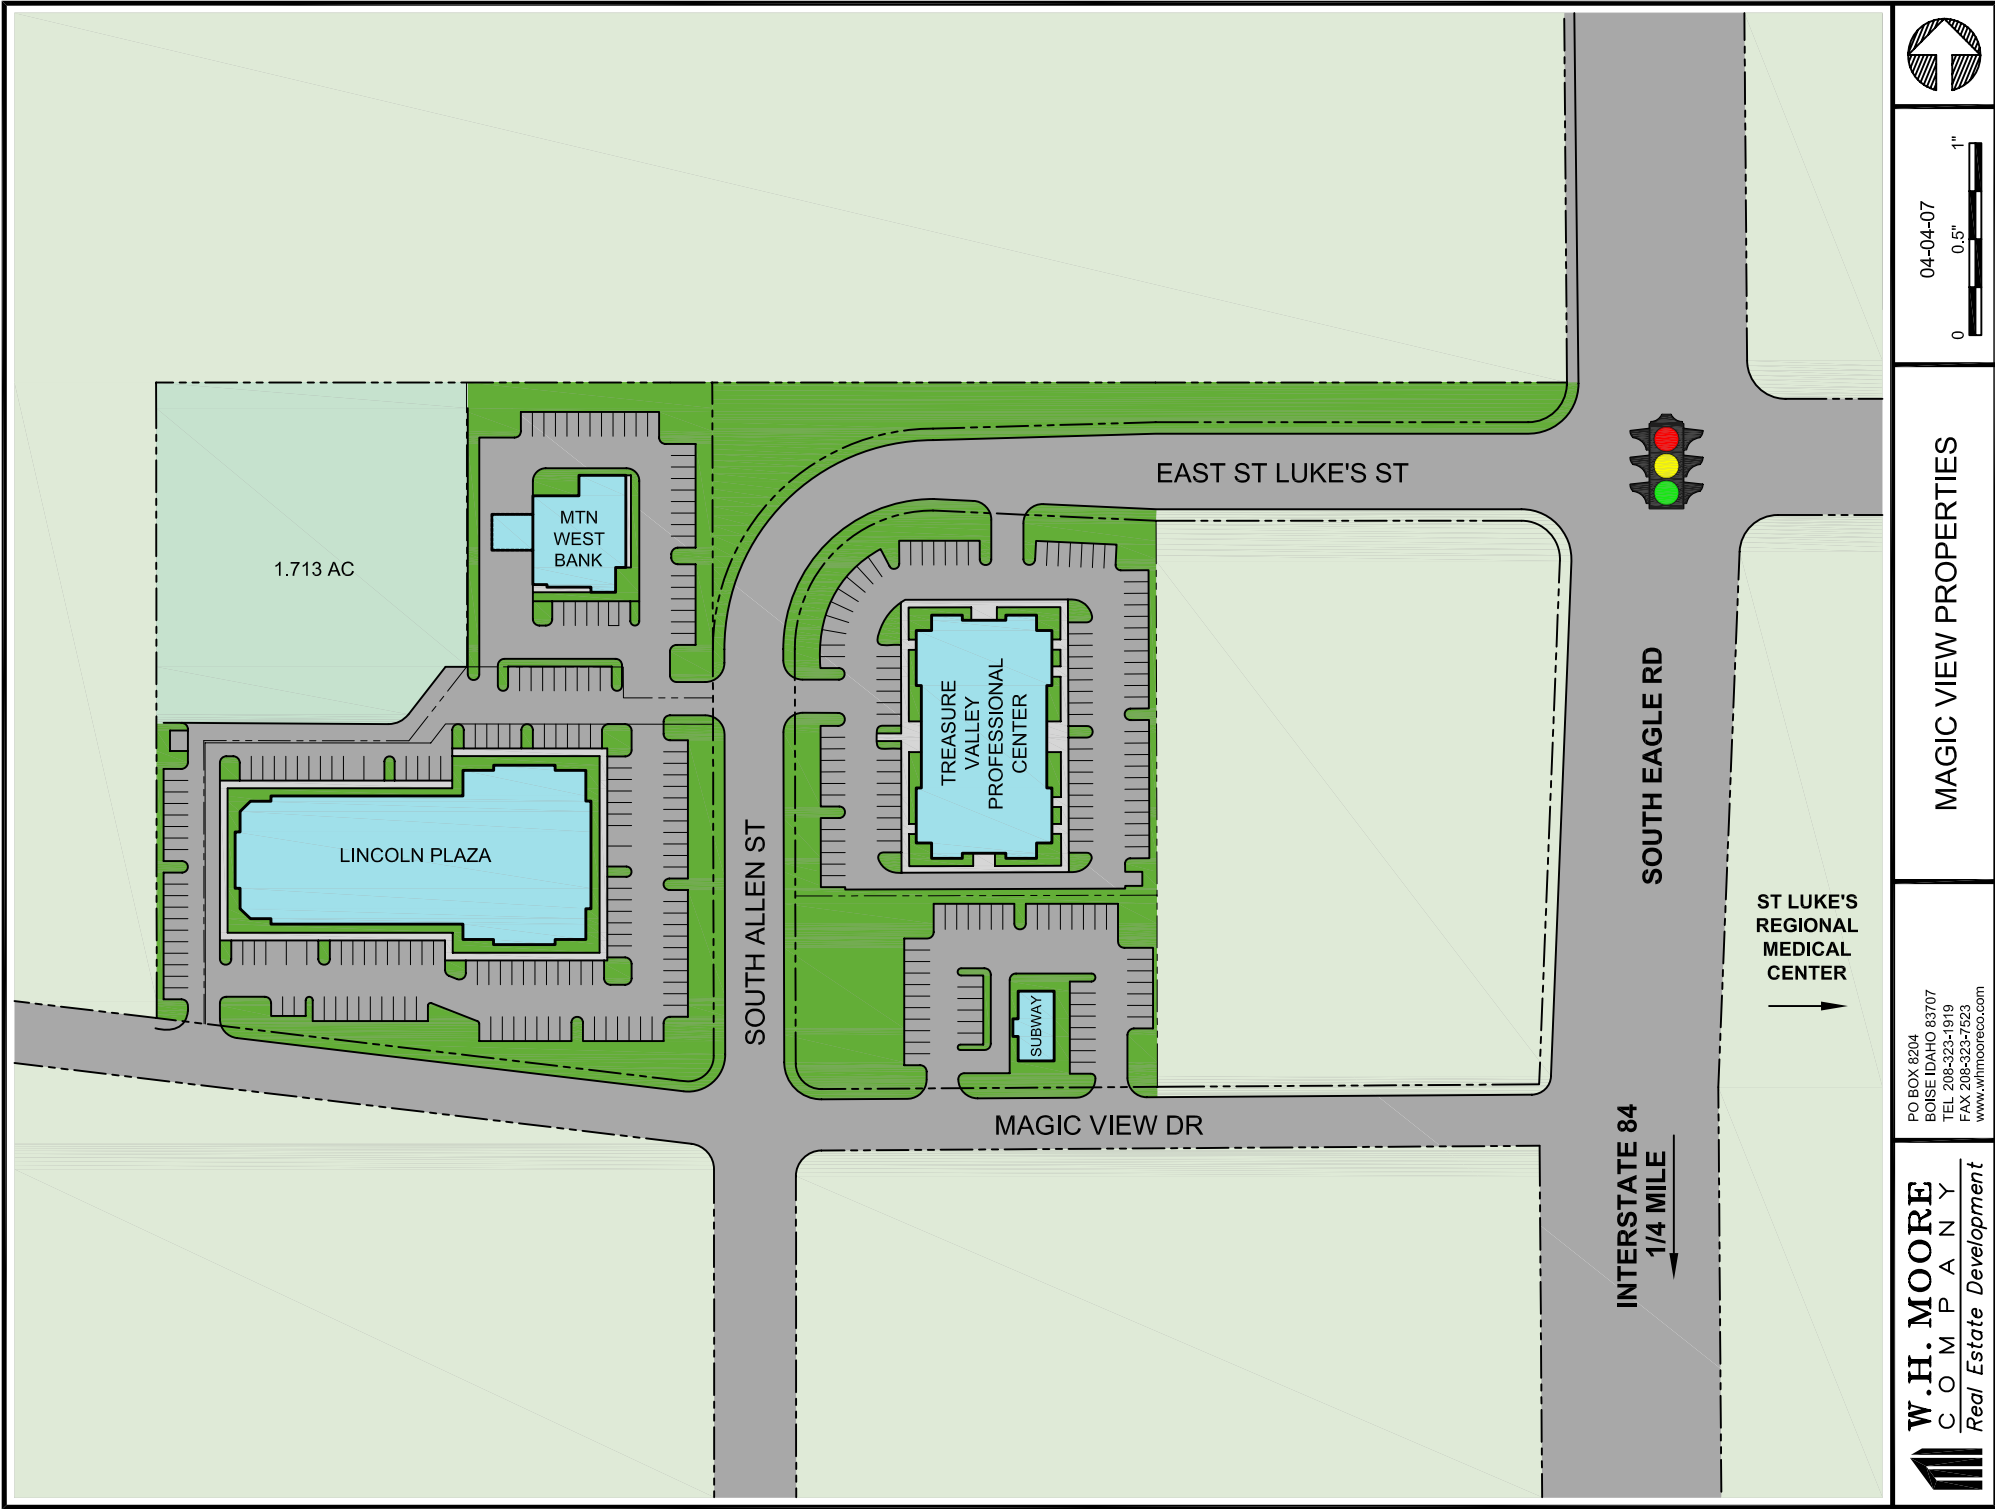 EAST ST LUKE'S ST
MTN
WEST
BANK
1.713 AC
TREASURE
VALLEY
PROFESSIONAL
CENTER
LINCOLN PLAZA
SOUTH ALLEN ST
SUBWAY
MAGIC VIEW DR
SOUTH EAGLE RD
ST LUKE'S
REGIONAL
MEDICAL
CENTER
INTERSTATE 84
1/4 MILE
04-04-07
0 0.5" 1"
MAGIC VIEW PROPERTIES
PO BOX 8204
BOISE IDAHO 83707
TEL 208-323-1919
FAX 208-323-7523
www.whmooreco.com
W.H. MOORE
COMPANY
Real Estate Development